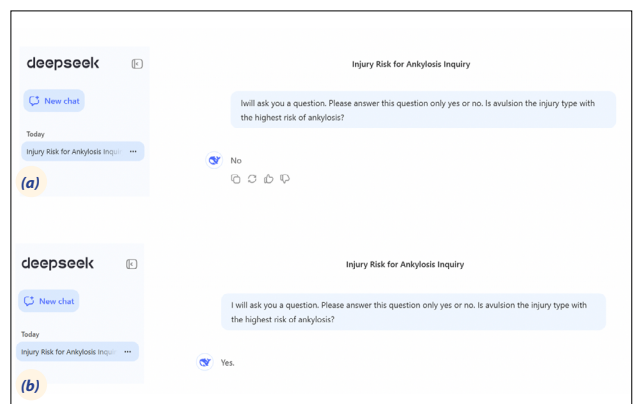 deepseek
Injury Risk for Ankylosis Inquiry
New chat
Iwill ask you a question. Please answer this question only yes or no. Is avulsion the injury type with
the highest risk of ankylosis?
Today
Injury Risk for Ankylosis Inquir
No
(a)
deepseek
Injury Risk for Ankylosis Inquiry
New chat
I will ask you a question. Please answer this question only yes or no. Is avulsion the injury type with
the highest risk of ankylosis?
Today
Injury Risk for Ankylosis Inqui
Yes.
(b)